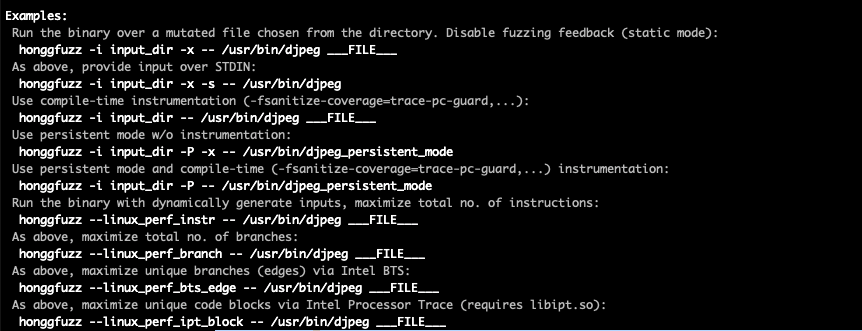 Examples:
Run the binary over a mutated file chosen from the directory. Disable fuzzing feedback (static mode):
honggfuzz -i input_dir -x -- /usr/bin/djpeg ___FILE___
As above, provide input over STDIN:
honggfuzz -i input_dir -x -s -- /usr/bin/djpeg
Use compile-time instrumentation (-fsanitize-coverage=trace-pc-guard,...):
honggfuzz -i input_dir -- /usr/bin/djpeg ___FILE___
Use persistent mode w/o instrumentation:
honggfuzz -i input_dir -P -x -- /usr/bin/djpeg_persistent_mode
Use persistent mode and compile-time (-fsanitize-coverage=trace-pc-guard,...) instrumentation:
honggfuzz -i input_dir -P -- /usr/bin/djpeg_persistent_mode
Run the binary with dynamically generate inputs, maximize total no. of instructions:
honggfuzz --linux_perf_instr -- /usr/bin/djpeg ___FILE___
As above, maximize total no. of branches:
honggfuzz --linux_perf_branch -- /usr/bin/djpeg ___FILE___
As above, maximize unique branches (edges) via Intel BTS:
honggfuzz --linux_perf_bts_edge -- /usr/bin/djpeg ___FILE___
As above, maximize unique code blocks via Intel Processor Trace (requires libipt.so):
honggfuzz --linux_perf_ipt_block -- /usr/bin/djpeg ___FILE___